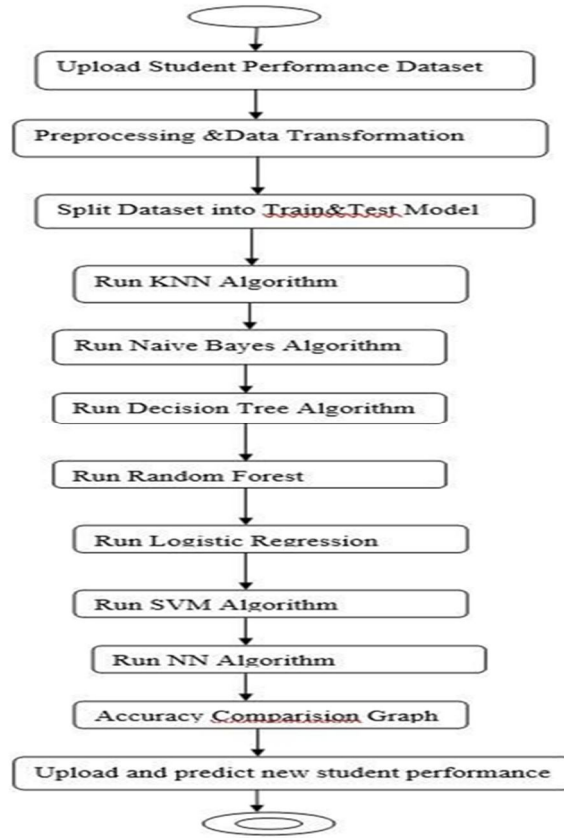 Upload Student Performance Dataset
Preprocessing &Data Transformation
Split Dataset into Train&Test Model
Run KNN Algorithm
Run Naive Bayes Algorithm
Run Decision Tree Algorithm
Run Random Forest
Run Logistic Regression
Run SVM Algorithm
Run NN Algorithm
Accuracy Comparision Graph
Upload and predict new student performance